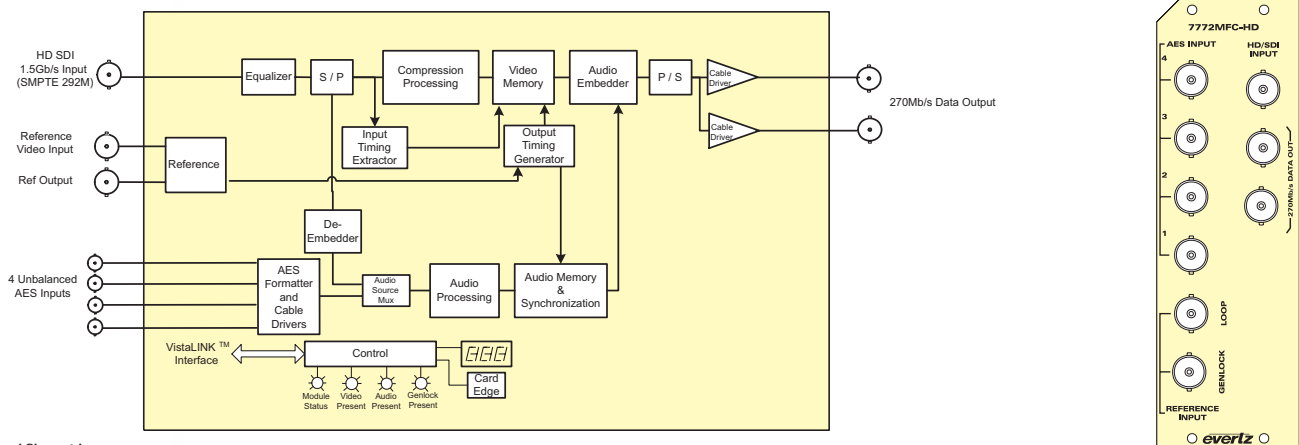 HD SDI
1.5Gb/s Input
(SMPTE 292M)
Equalizer
S / P
Compression
Processing
Video
Memory
Audio
Embedder
P / S
Cable
Driver
Cable
Driver
270Mb/s Data Output
Reference
Video Input
Ref Output
Reference
Input
Timing
Extractor
Output
Timing
Generator
De-
Embedder
4 Unbalanced
AES Inputs
AES
Formatter
and
Cable
Drivers
Audio
Source
Mux
Audio
Processing
Audio Memory
&
Synchronization
VistaLINK ™
Interface
Control
Card
Edge
Module
Status
Video
Present
Audio
Present
Genlock
Present
7772MFC-HD
AES INPUT
HD/SDI
INPUT
4
3
2
1
270Mb/s DATA OUT
LOOP
GENLOCK
REFERENCE
INPUT
evertz